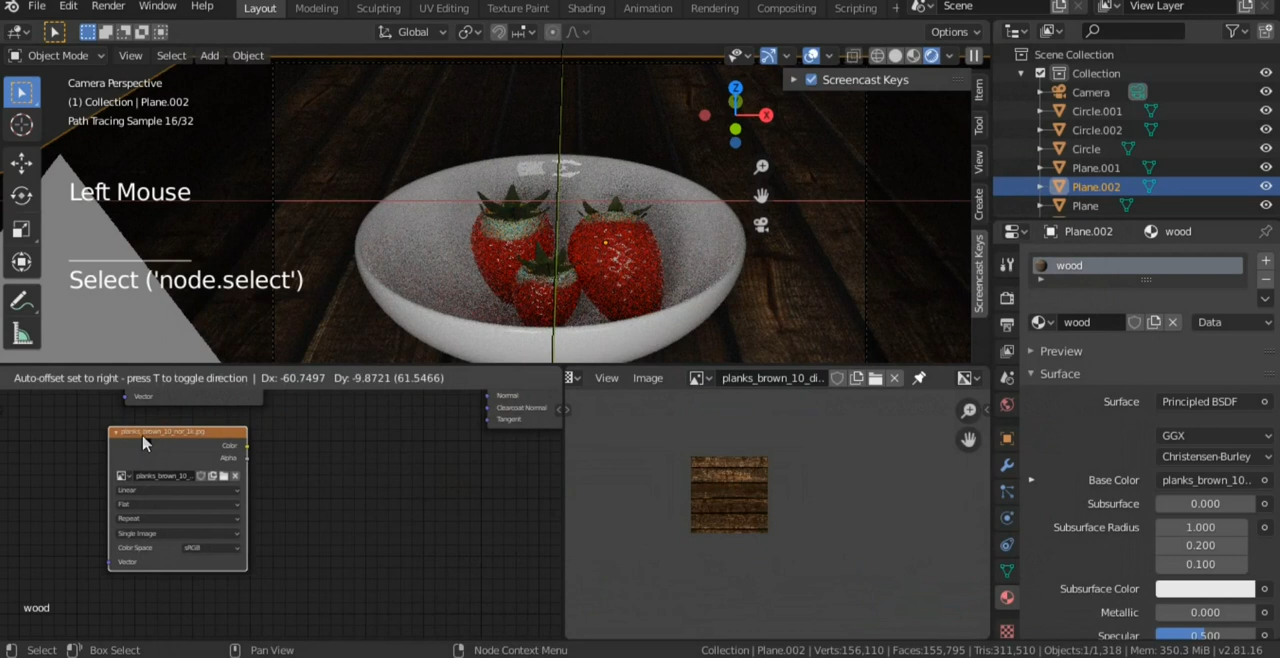 File Edit Render Window Help Layout Modeling Sculpting UV Editing Texture Paint Shading Animation Rendering Compositing Scripting + Scene View Layer
Global Options
Object Mode View Select Add Object
Camera Perspective
(1) Collection | Plane.002
Path Tracing Sample 16/32
Screencast Keys
Z
X
Item
Tool
View
Create
Screencast Keys
Left Mouse
Select ('node.select')
Scene Collection
Collection
Camera
Circle.001
Circle.002
Circle
Plane.001
Plane.002
Plane
Plane.002 wood
wood
wood Data
Preview
Surface
Surface Principled BSDF
GGX
Christensen-Burley
Base Color planks_brown_10..
Subsurface 0.000
Subsurface Radius 1.000
0.200
0.100
Subsurface Color
Metallic 0.000
Specular 0.500
Auto-offset set to right - press T to toggle direction | Dx: -60.7497 Dy: -9.8721 (61.5466)
View Image planks_brown_10_di..
Vector
Normal
Clearcoat Normal
Tangent
planks_brown_10_nor_1k.jpg
Color
Alpha
planks_brown_10_..
Linear
Flat
Repeat
Single Image
Color Space sRGB
Vector
wood
Select Box Select Pan View Node Context Menu Collection | Plane.002 | Verts:156,110 | Faces:155,795 | Tris:311,510 | Objects:1/1,318 | Mem: 350.3 MiB | v2.81.16